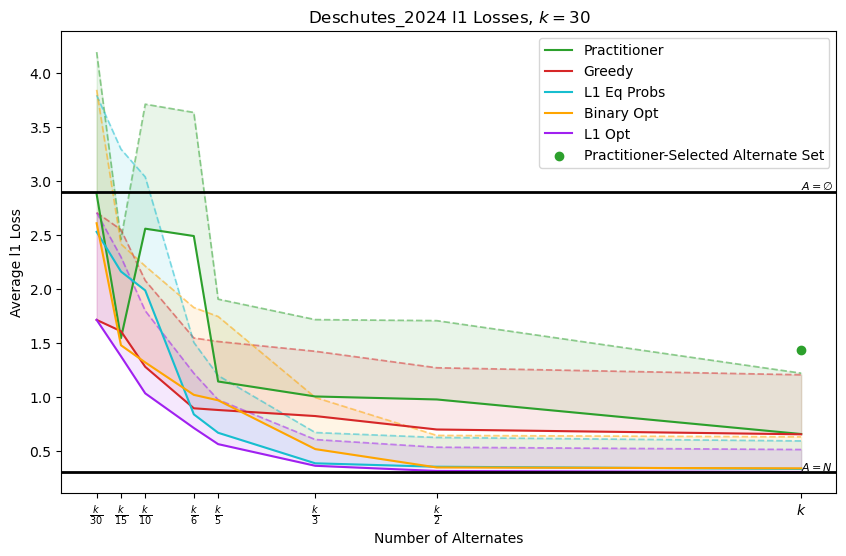 Deschutes_2024 l1 Losses, k = 30
Average l1 Loss
4.0
3.5
3.0
2.5
2.0
1.5
1.0
0.5
Practitioner
Greedy
L1 Eq Probs
Binary Opt
L1 Opt
Practitioner-Selected Alternate Set
A = ∅
A = N
k/30 k/15 k/10 k/6 k/5 k/3 k/2 k
Number of Alternates